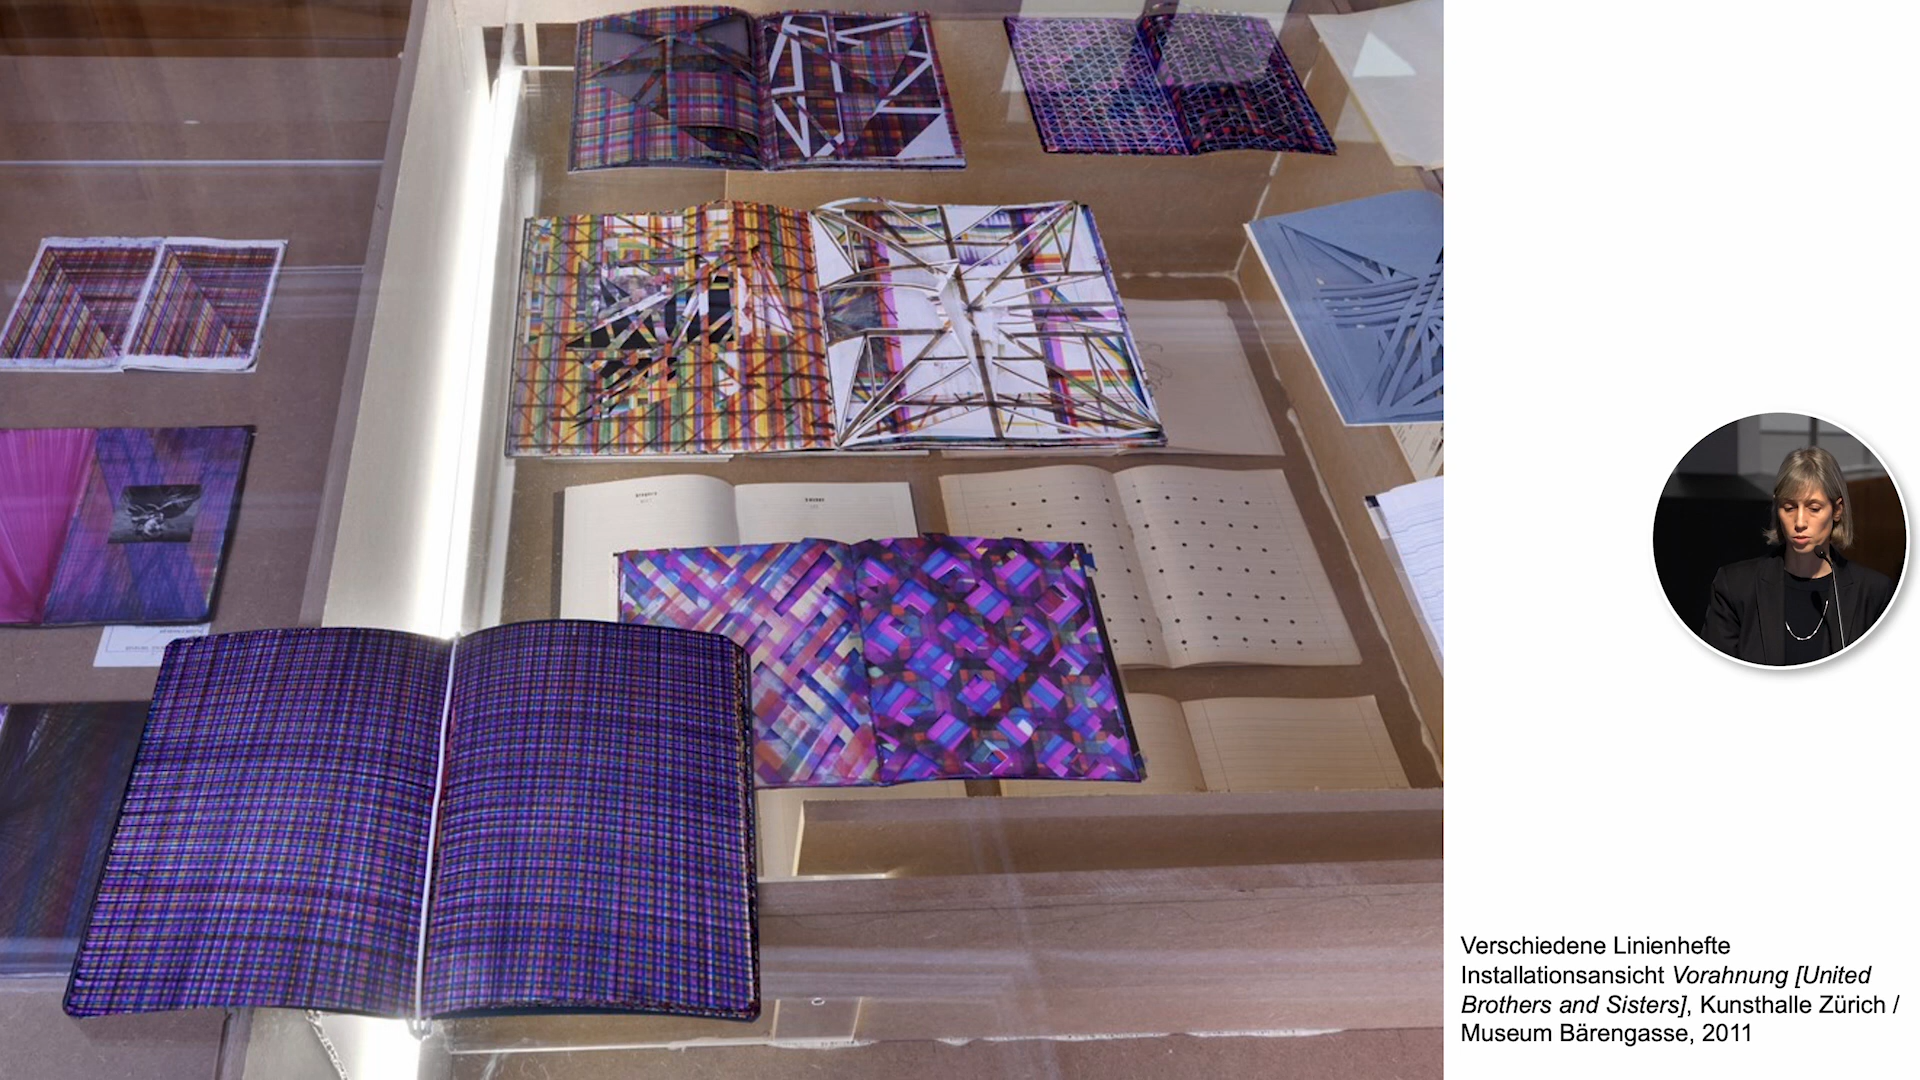 Verschiedene Linienhefte
Installationsansicht Vorahnung [United
Brothers and Sisters], Kunsthalle Zürich /
Museum Bärengasse, 2011